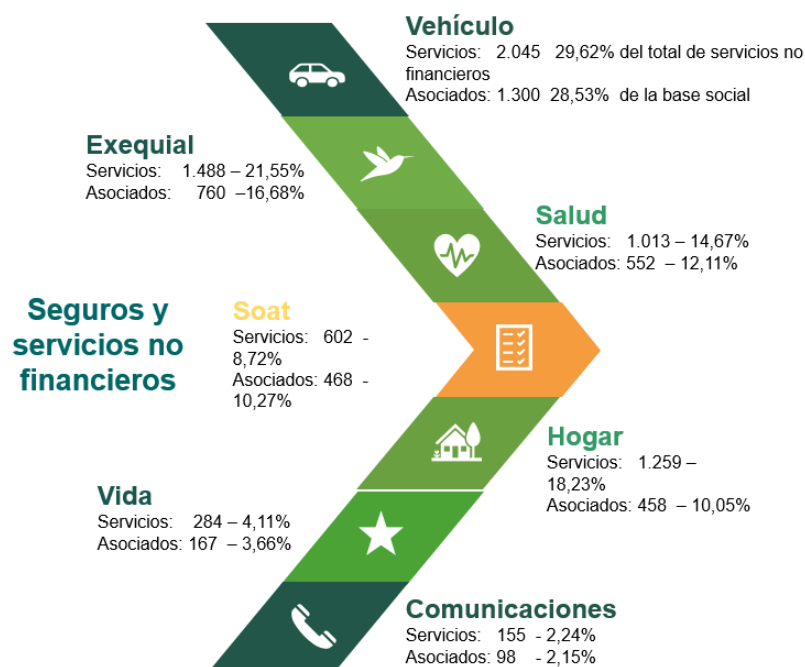 Vehículo
Servicios: 2.045 29,62% del total de servicios no
financieros
Asociados: 1.300 28,53% de la base social
Exequial
Servicios: 1.488 – 21,55%
Asociados: 760 –16,68%
Salud
Servicios: 1.013 – 14,67%
Asociados: 552 – 12,11%
Seguros y
servicios no
financieros
Soat
Servicios: 602 -
8,72%
Asociados: 468 -
10,27%
Hogar
Servicios: 1.259 –
18,23%
Asociados: 458 – 10,05%
Vida
Servicios: 284 – 4,11%
Asociados: 167 – 3,66%
Comunicaciones
Servicios: 155 - 2,24%
Asociados: 98 - 2,15%